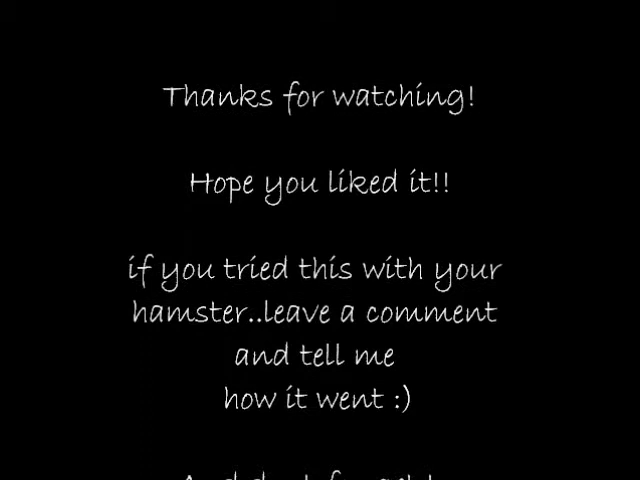 Thanks for watching!
Hope you liked it!!
if you tried this with your
hamster..leave a comment
and tell me
how it went :)